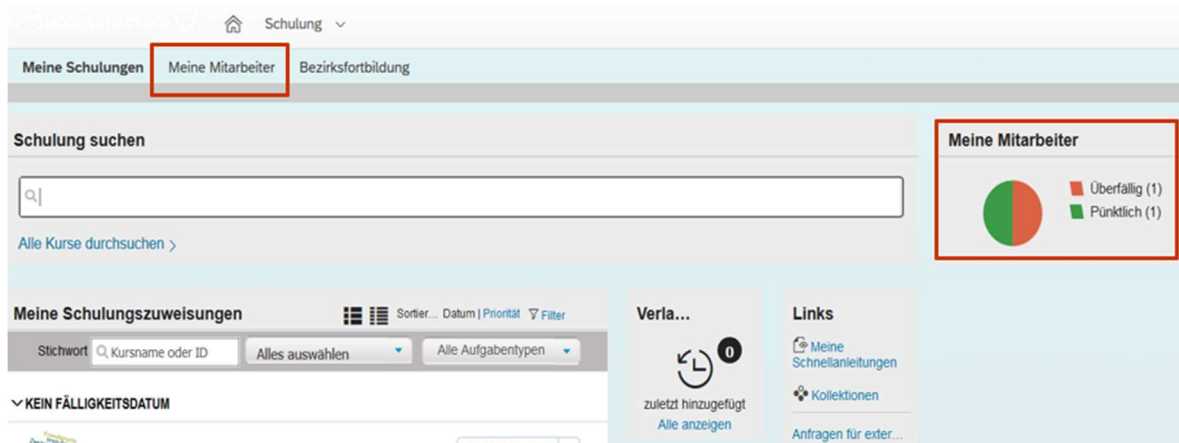 SuccessFactors
Schulung
Meine Schulungen Meine Mitarbeiter Bezirksfortbildung
Schulung suchen
Alle Kurse durchsuchen >
Meine Mitarbeiter
Überfällig (1)
Pünktlich (1)
Meine Schulungszuweisungen Sortier... Datum | Priorität Filter
Stichwort Kursname oder ID Alles auswählen Alle Aufgabentypen
KEIN FÄLLIGKEITSDATUM
Verla...
0
zuletzt hinzugefügt
Alle anzeigen
Links
Meine
Schnellanleitungen
Kollektionen
Anfragen für exter...